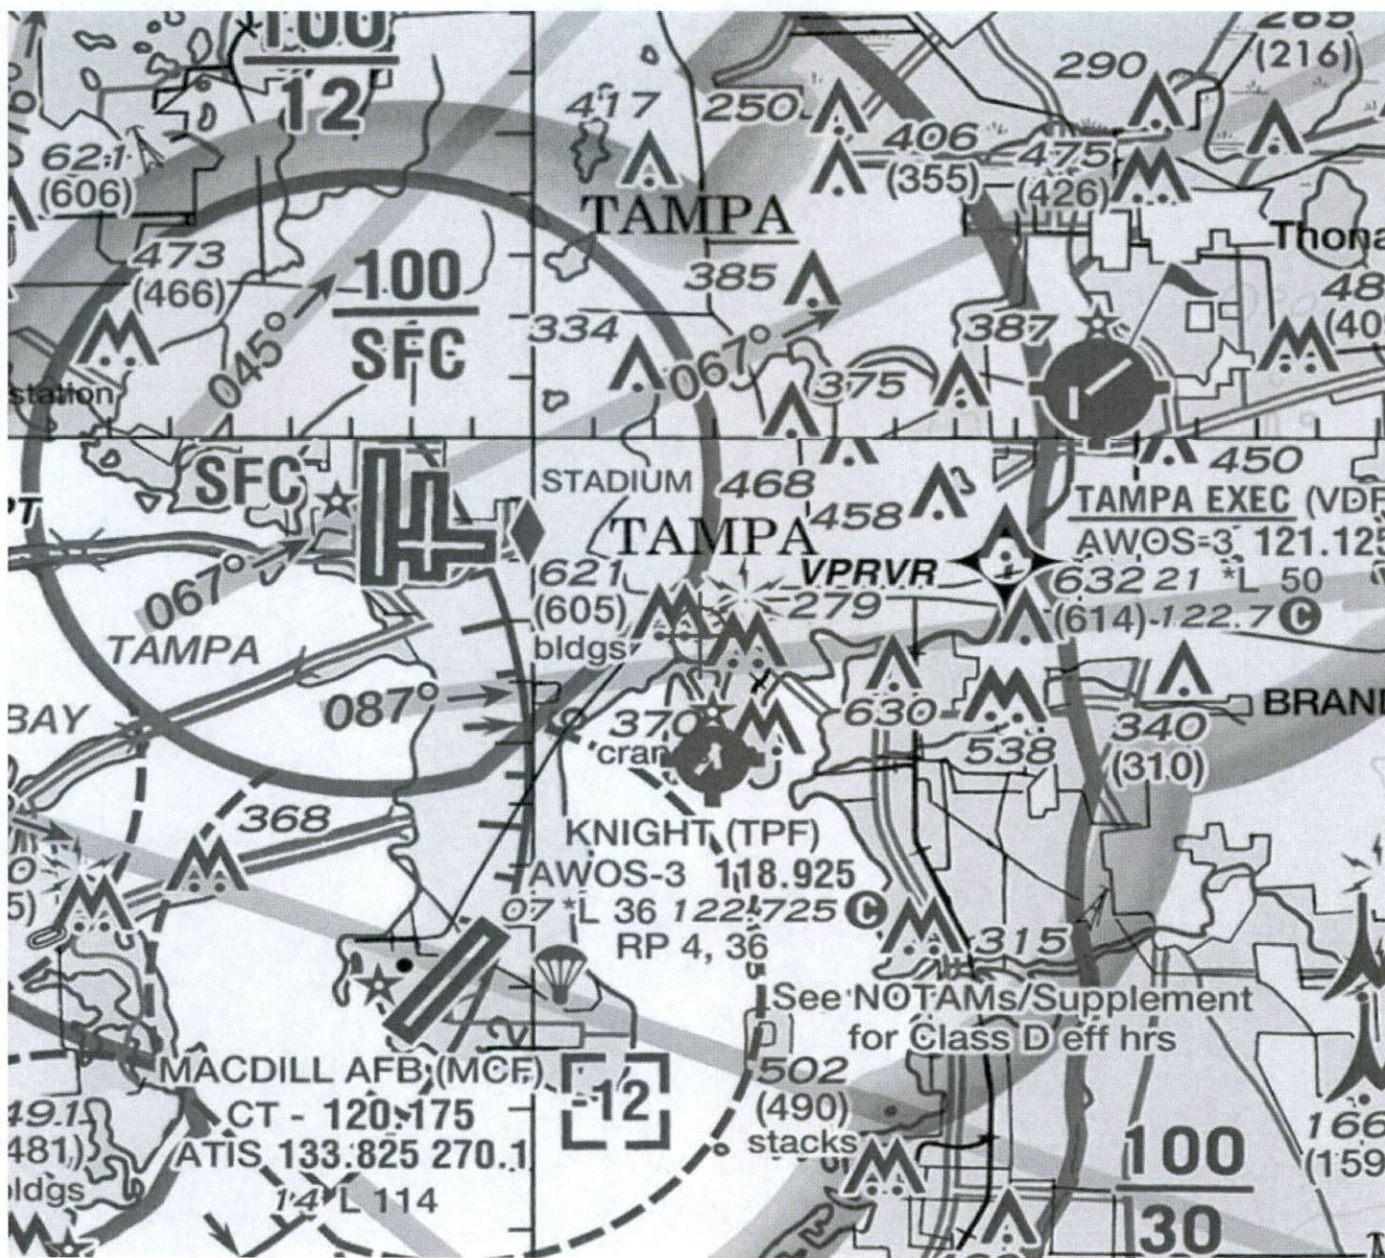 100
12
265
(216)
290
417
250
406
(355)
475
(426)
621
(606)
TAMPA
473
(466)
100
SFC
385
387
045°
334
067°
375
station
SFC
STADIUM
468
450
TAMPA EXEC
AWOS-3 121.125
TAMPA
458
VPRVR
279
632
(614)
21 *L 50
122.7 C
067°
621
(605)
bldgs
TAMPA
BAY
087°
370
630
538
340
(310)
368
KNIGHT (TPF)
AWOS-3 118.925
07 *L 36 122.725 C
RP 4, 36
315
See NOTAMs/Supplement
for Class D eff hrs
MACDILL AFB (MCF)
CT - 120.175
ATIS 133.825 270.1
14 L 114
-12
502
(490)
stacks
491
(481)
bldgs
100
30